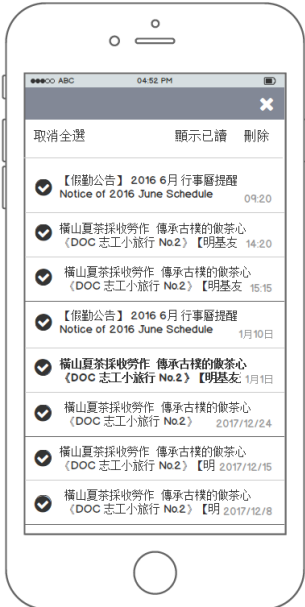 ABC 04:52 PM
取消全選 顯示已讀 刪除
【假勤公告】 2016 6月 行事曆提醒
Notice of 2016 June Schedule 09:20
橫山夏茶採收勞作 傳承古樸的做茶心
《DOC 志工小旅行 No.2》【明基友 14:20
橫山夏茶採收勞作 傳承古樸的做茶心
《DOC 志工小旅行 No.2》【明基友 15:15
【假勤公告】 2016 6月 行事曆提醒
Notice of 2016 June Schedule 1月10日
橫山夏茶採收勞作 傳承古樸的做茶心
《DOC 志工小旅行 No.2》【明基友 1月1日
橫山夏茶採收勞作 傳承古樸的做茶心
《DOC 志工小旅行 No.2》 2017/12/24
橫山夏茶採收勞作 傳承古樸的做茶心
《DOC 志工小旅行 No.2》【明 2017/12/15
橫山夏茶採收勞作 傳承古樸的做茶心
《DOC 志工小旅行 No.2》【明 2017/12/8